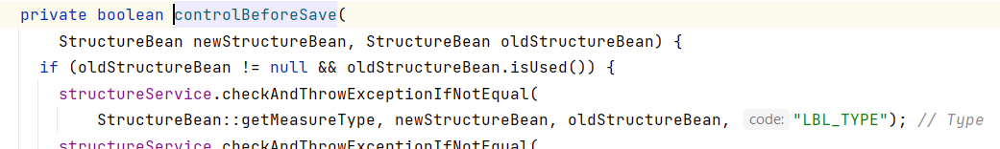 private boolean controlBeforeSave(
StructureBean newStructureBean, StructureBean oldStructureBean) {
if (oldStructureBean != null && oldStructureBean.isUsed()) {
structureService.checkAndThrowExceptionIfNotEqual(
StructureBean::getMeasureType, newStructureBean, oldStructureBean, code: "LBL_TYPE"); // Type
structureService.checkAndThrowExceptionIfNotEqual(